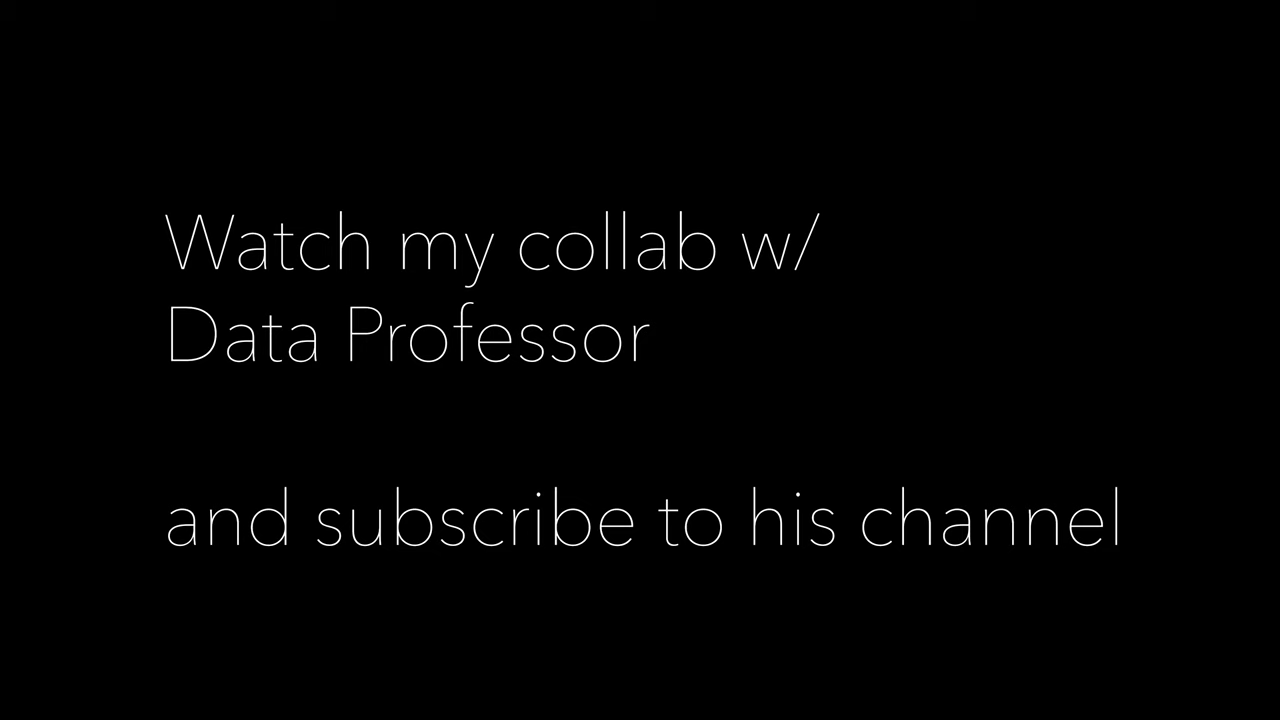 Watch my collab w/
Data Professor
and subscribe to his channel